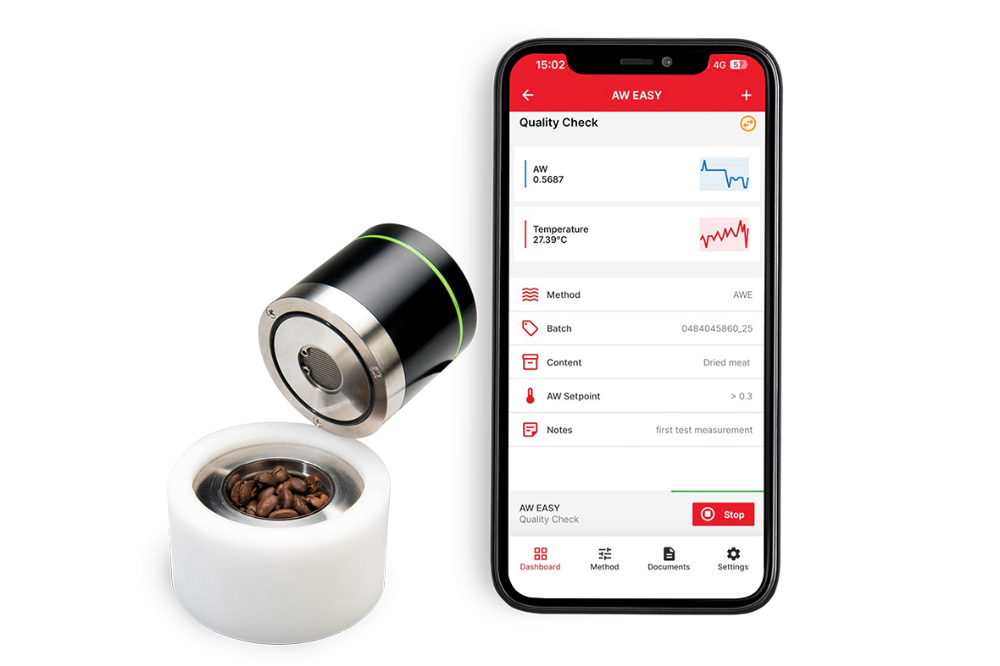 15:02
4G 57
AW EASY
Quality Check
AW
0.5687
Temperature
27.39°C
Method AWE
Batch 0484045860_25
Content Dried meat
AW Setpoint > 0.3
Notes first test measurement
AW EASY
Quality Check
Stop
Dashboard Method Documents Settings